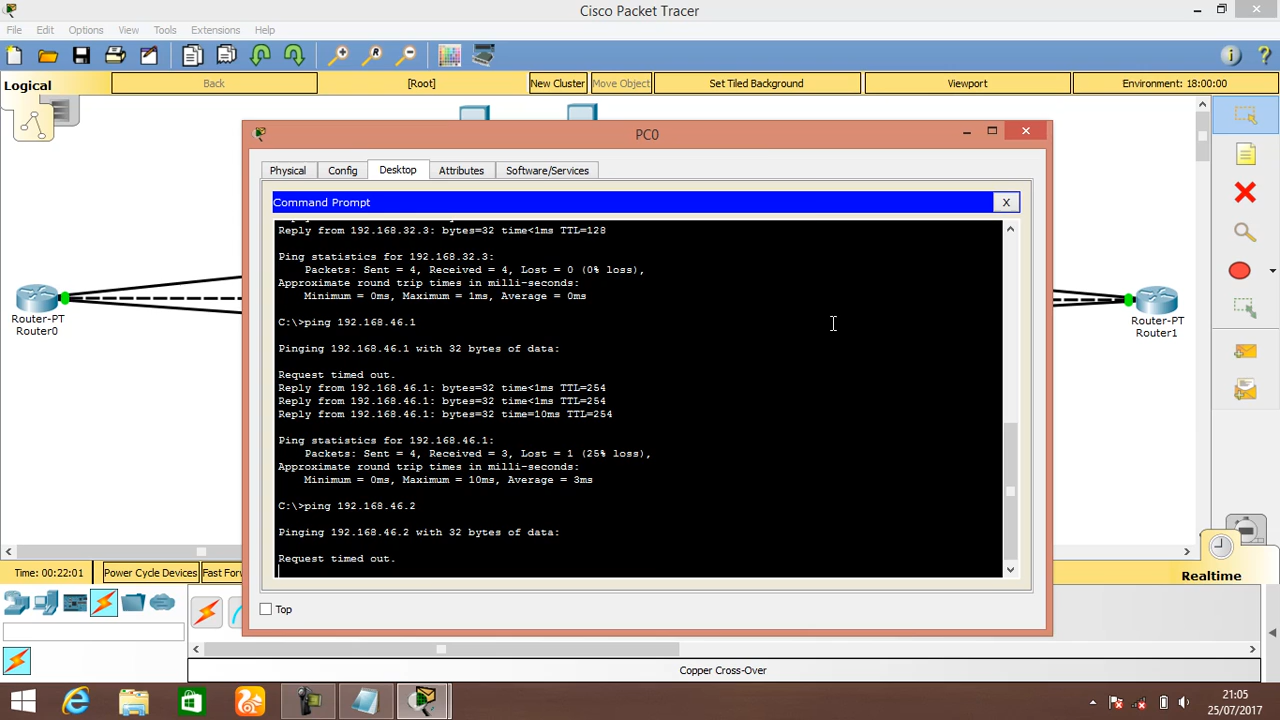 Cisco Packet Tracer
File Edit Options View Tools Extensions Help
Logical Back [Root] New Cluster Move Object Set Tiled Background Viewport Environment: 18:00:00
PC0
Physical Config Desktop Attributes Software/Services
Command Prompt X
Reply from 192.168.32.3: bytes=32 time<1ms TTL=128
Ping statistics for 192.168.32.3:
Packets: Sent = 4, Received = 4, Lost = 0 (0% loss),
Approximate round trip times in milli-seconds:
Minimum = 0ms, Maximum = 1ms, Average = 0ms
C:\>ping 192.168.46.1
Pinging 192.168.46.1 with 32 bytes of data:
Request timed out.
Reply from 192.168.46.1: bytes=32 time<1ms TTL=254
Reply from 192.168.46.1: bytes=32 time<1ms TTL=254
Reply from 192.168.46.1: bytes=32 time=10ms TTL=254
Ping statistics for 192.168.46.1:
Packets: Sent = 4, Received = 3, Lost = 1 (25% loss),
Approximate round trip times in milli-seconds:
Minimum = 0ms, Maximum = 10ms, Average = 3ms
C:\>ping 192.168.46.2
Pinging 192.168.46.2 with 32 bytes of data:
Request timed out.
Top
Router-PT
Router0
Router-PT
Router1
Time: 00:22:01 Power Cycle Devices Fast For
Realtime
Copper Cross-Over
21:05
25/07/2017